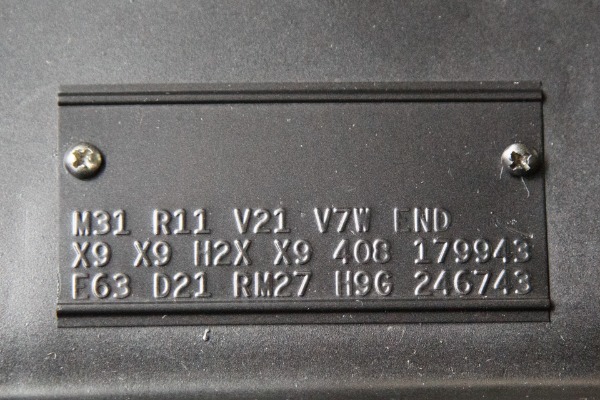 M31 R11 V21 V7W END
X9 X9 H2X X9 408 179943
E63 D21 RM27 H9G 246743